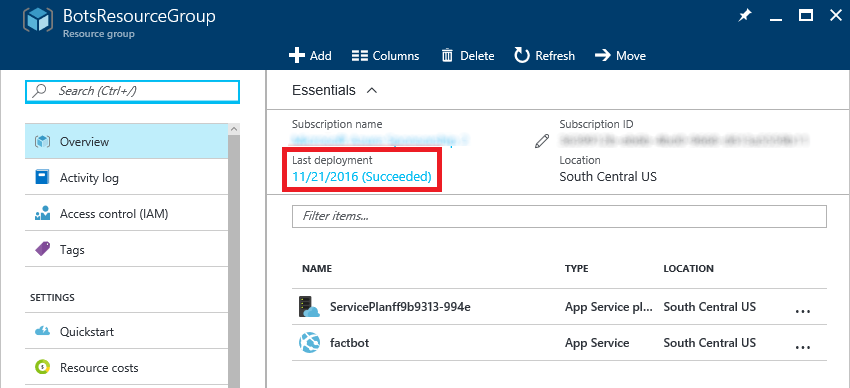 BotsResourceGroup
Resource group
Add Columns Delete Refresh Move
Search (Ctrl+/)
Overview
Activity log
Access control (IAM)
Tags
SETTINGS
Quickstart
Resource costs
Essentials
Subscription name Subscription ID
Last deployment Location
11/21/2016 (Succeeded) South Central US
Filter items...
NAME TYPE LOCATION
ServicePlanff9b9313-994e App Service pl... South Central US ...
factbot App Service South Central US ...